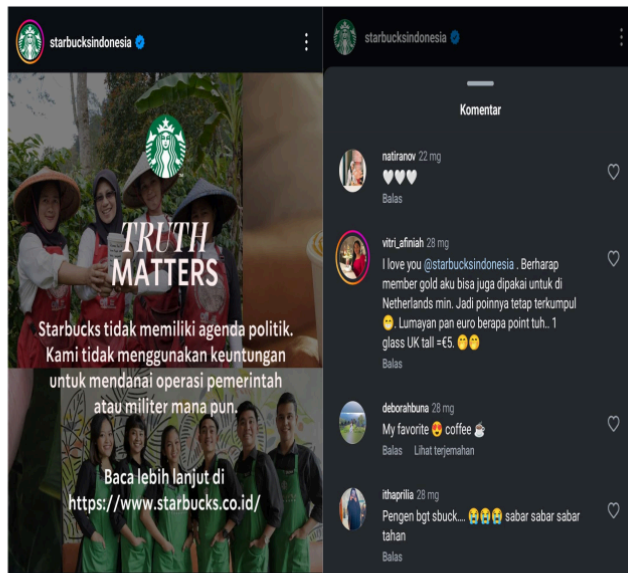 starbucksindonesia
TRUTH
MATTERS
Starbucks tidak memiliki agenda politik.
Kami tidak menggunakan keuntungan
untuk mendanai operasi pemerintah
atau militer mana pun.
Baca lebih lanjut di
https://www.starbucks.co.id/
starbucksindonesia
Komentar
natiranov 22 mg
🤍🤍🤍
Balas
vitri_afiniah 28 mg
I love you @starbucksindonesia . Berharap
member gold aku bisa juga dipakai untuk di
Netherlands min. Jadi poinnya tetap terkumpul
😁. Lumayan pan euro berapa point tuh.. 1
glass UK tall =€5. 🤭🤭
Balas
deborahbuna 28 mg
My favorite 😍 coffee ☕
Balas Lihat terjemahan
ithaprilia 28 mg
Pengen bgt sbuck.... 😭😭😭 sabar sabar sabar
tahan
Balas